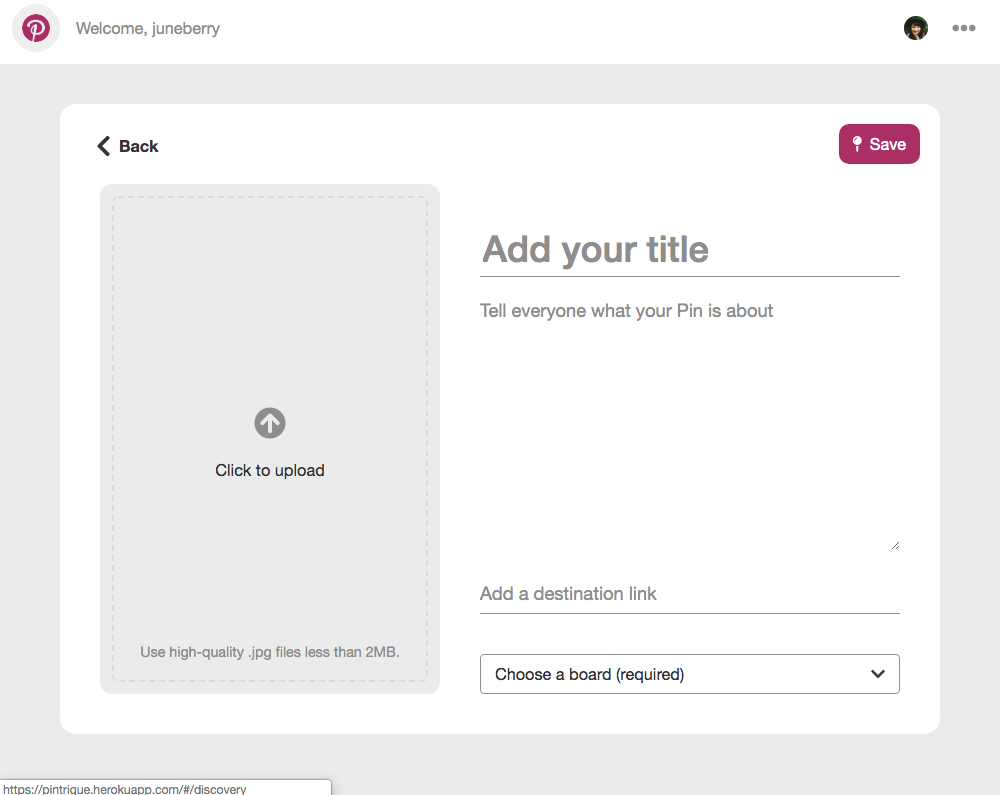 Welcome, juneberry
Back
Save
Add your title
Tell everyone what your Pin is about
Click to upload
Add a destination link
Use high-quality .jpg files less than 2MB.
Choose a board (required)
https://pintrigue.herokuapp.com/#/discovery